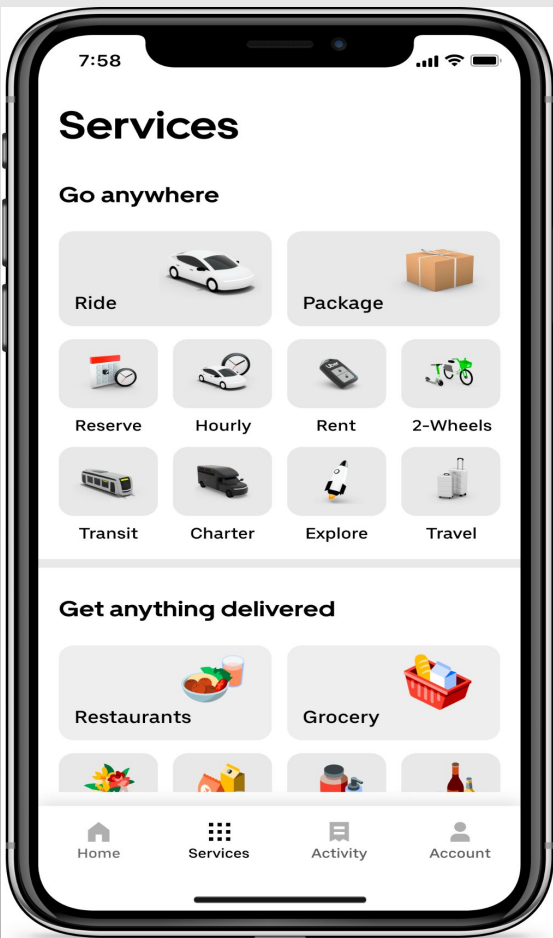 7:58
Services
Go anywhere
Ride
Package
Uber
Reserve
Hourly
Rent
2-Wheels
Transit
Charter
Explore
Travel
Get anything delivered
Restaurants
Grocery
Home
Services
Activity
Account